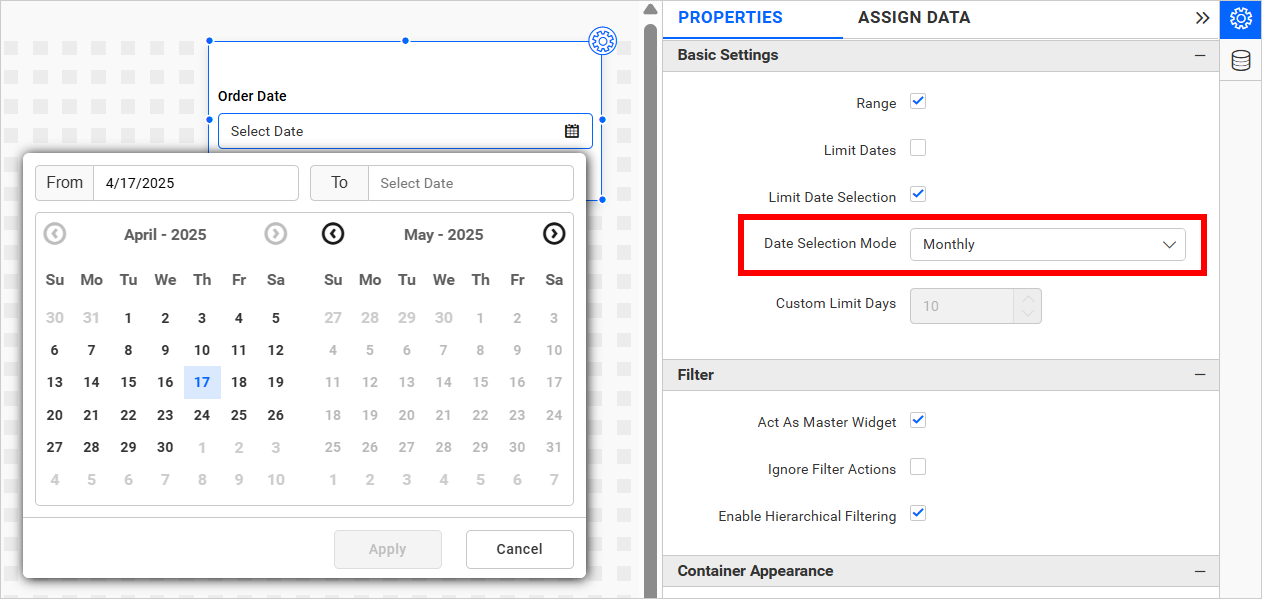 Order Date
Select Date
From 4/17/2025 To Select Date
April - 2025 May - 2025
Su Mo Tu We Th Fr Sa Su Mo Tu We Th Fr Sa
30 31 1 2 3 4 5 27 28 29 30 1 2 3
6 7 8 9 10 11 12 4 5 6 7 8 9 10
13 14 15 16 17 18 19 11 12 13 14 15 16 17
20 21 22 23 24 25 26 18 19 20 21 22 23 24
27 28 29 30 1 2 3 25 26 27 28 29 30 31
4 5 6 7 8 9 10 1 2 3 4 5 6 7
Apply Cancel
PROPERTIES ASSIGN DATA
Basic Settings
Range
Limit Dates
Limit Date Selection
Date Selection Mode Monthly
Custom Limit Days 10
Filter
Act As Master Widget
Ignore Filter Actions
Enable Hierarchical Filtering
Container Appearance